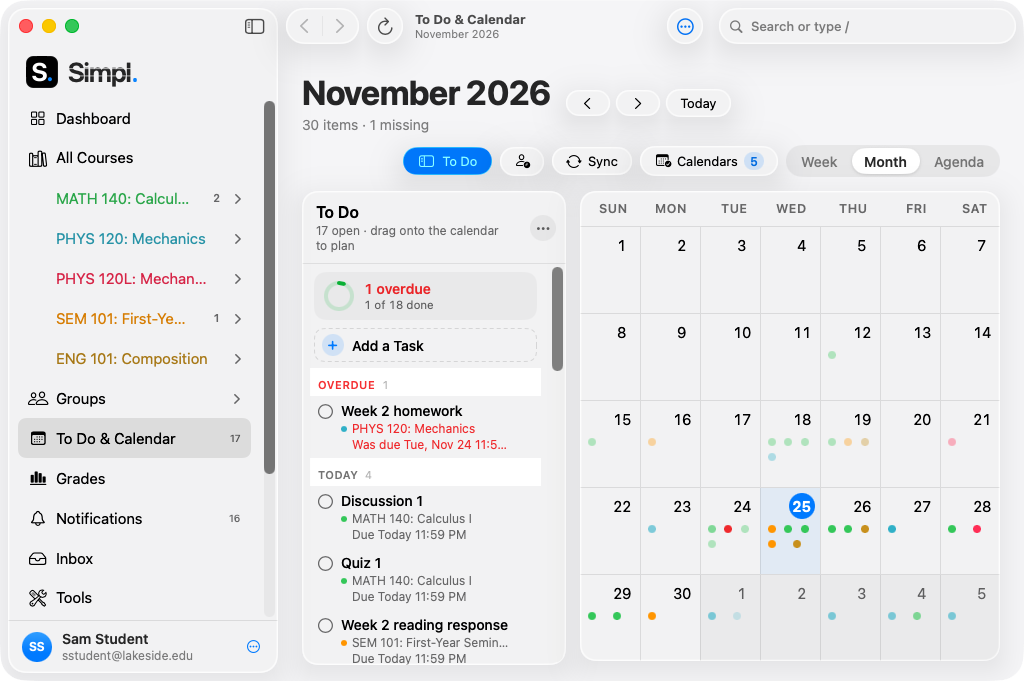 S.
Simpl.
Dashboard
All Courses
MATH 140: Calcul... 2
PHYS 120: Mechanics
PHYS 120L: Mechan...
SEM 101: First-Ye... 1
ENG 101: Composition
Groups
To Do & Calendar 17
Grades
Notifications 16
Inbox
Tools
SS
Sam Student
sstudent@lakeside.edu
To Do & Calendar
November 2026
Search or type /
November 2026
Today
30 items · 1 missing
To Do
Sync
Calendars 5
Week
Month
Agenda
To Do
17 open · drag onto the calendar
to plan
1 overdue
1 of 18 done
Add a Task
OVERDUE 1
Week 2 homework
PHYS 120: Mechanics
Was due Tue, Nov 24 11:5...
TODAY 4
Discussion 1
MATH 140: Calculus I
Due Today 11:59 PM
Quiz 1
MATH 140: Calculus I
Due Today 11:59 PM
Week 2 reading response
SEM 101: First-Year Semin...
Due Today 11:59 PM
SUN MON TUE WED THU FRI SAT
1 2 3 4 5 6 7
8 9 10 11 12 13 14
15 16 17 18 19 20 21
22 23 24 25 26 27 28
29 30 1 2 3 4 5